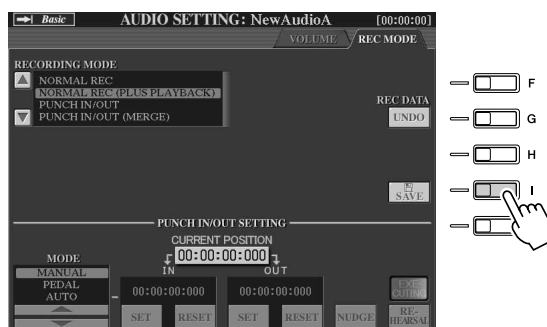 Basic AUDIO SETTING: NewAudioA [00:00:00]
VOLUME REC MODE
RECORDING MODE
NORMAL REC
NORMAL REC (PLUS PLAYBACK)
PUNCH IN/OUT
PUNCH IN/OUT (MERGE)
REC DATA
UNDO
SAVE
F
G
H
I
PUNCH IN/OUT SETTING
CURRENT POSITION
00:00:00:000
IN OUT
MODE
MANUAL
PEDAL
AUTO
00:00:00:000 00:00:00:000
SET RESET SET RESET NUDGE
EXE-
CUTING
RE-
HEARSAL